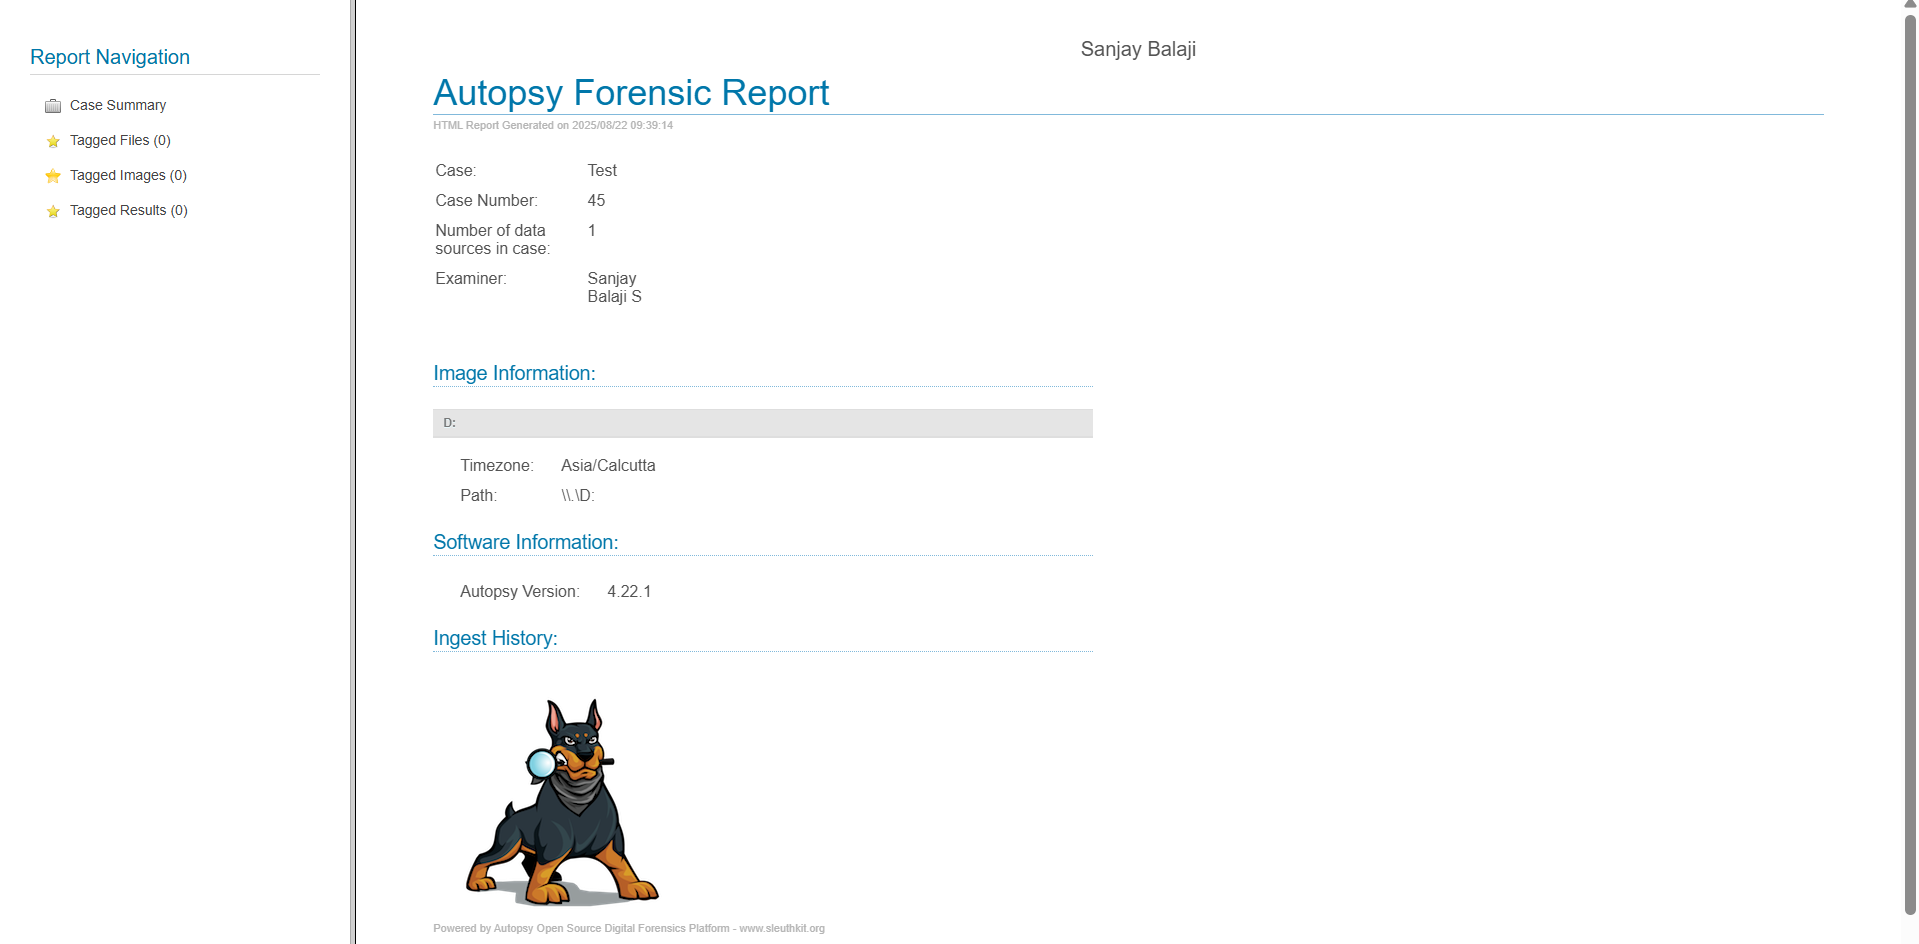 Report Navigation
Case Summary
Tagged Files (0)
Tagged Images (0)
Tagged Results (0)
Sanjay Balaji
Autopsy Forensic Report
HTML Report Generated on 2025/08/22 09:39:14
Case: Test
Case Number: 45
Number of data 1
sources in case:
Examiner: Sanjay
Balaji S
Image Information:
D:
Timezone: Asia/Calcutta
Path: \\.\D:
Software Information:
Autopsy Version: 4.22.1
Ingest History:
Powered by Autopsy Open Source Digital Forensics Platform - www.sleuthkit.org